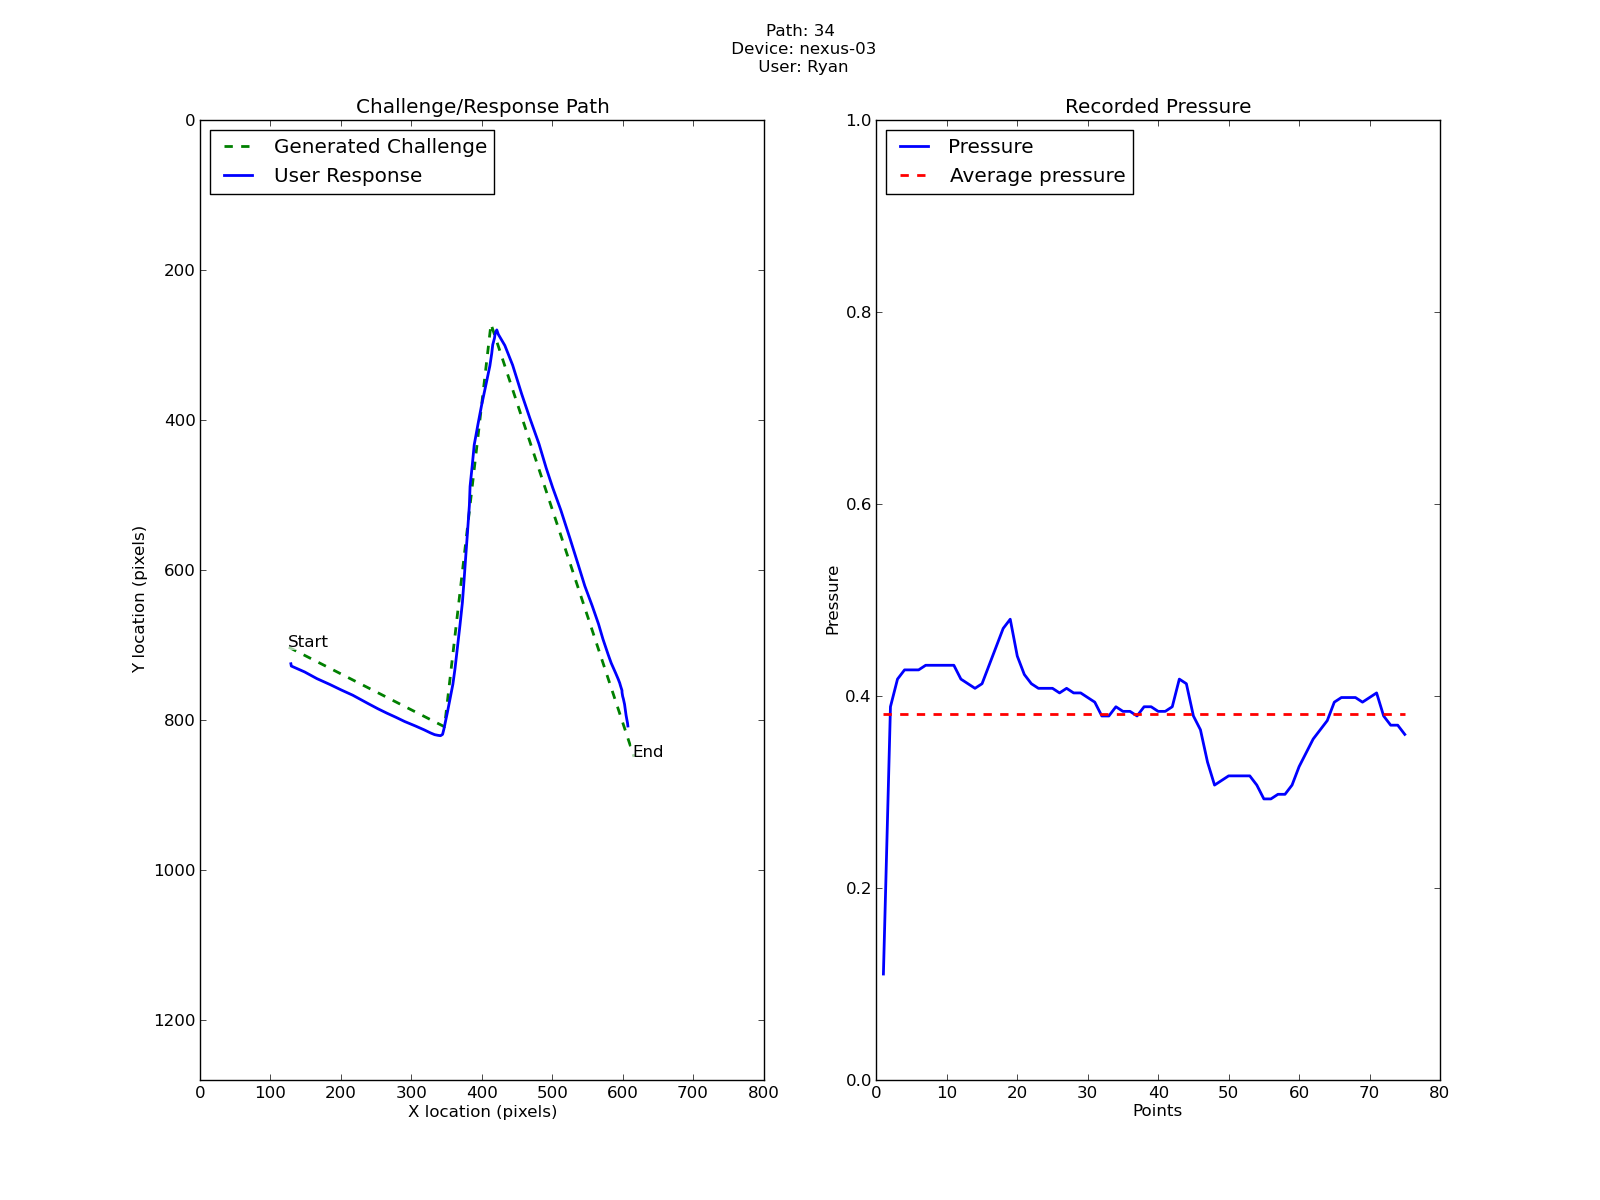 Path: 34
Device: nexus-03
User: Ryan
Challenge/Response Path
Generated Challenge
User Response
0
200
400
600
800
1000
1200
Y location (pixels)
Start
End
0 100 200 300 400 500 600 700 800
X location (pixels)
Recorded Pressure
Pressure
Average pressure
1.0
0.8
0.6
0.4
0.2
0.0
Pressure
0 10 20 30 40 50 60 70 80
Points